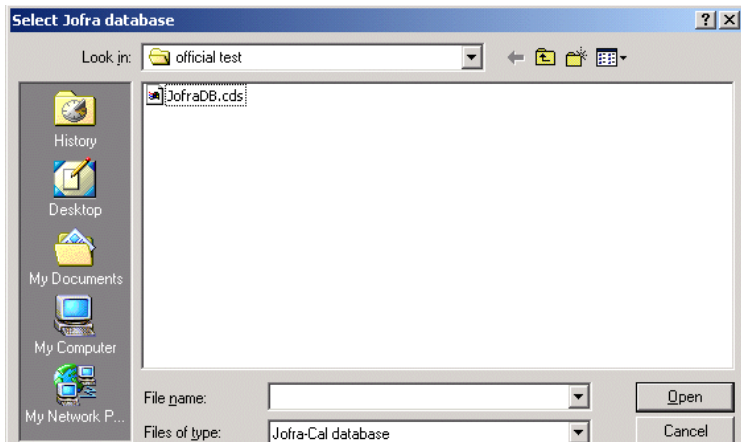 Select Jofra database
Look in: official test
JofraDB.cds
History
Desktop
My Documents
My Computer
My Network P...
File name:
Open
Files of type: Jofra-Cal database
Cancel